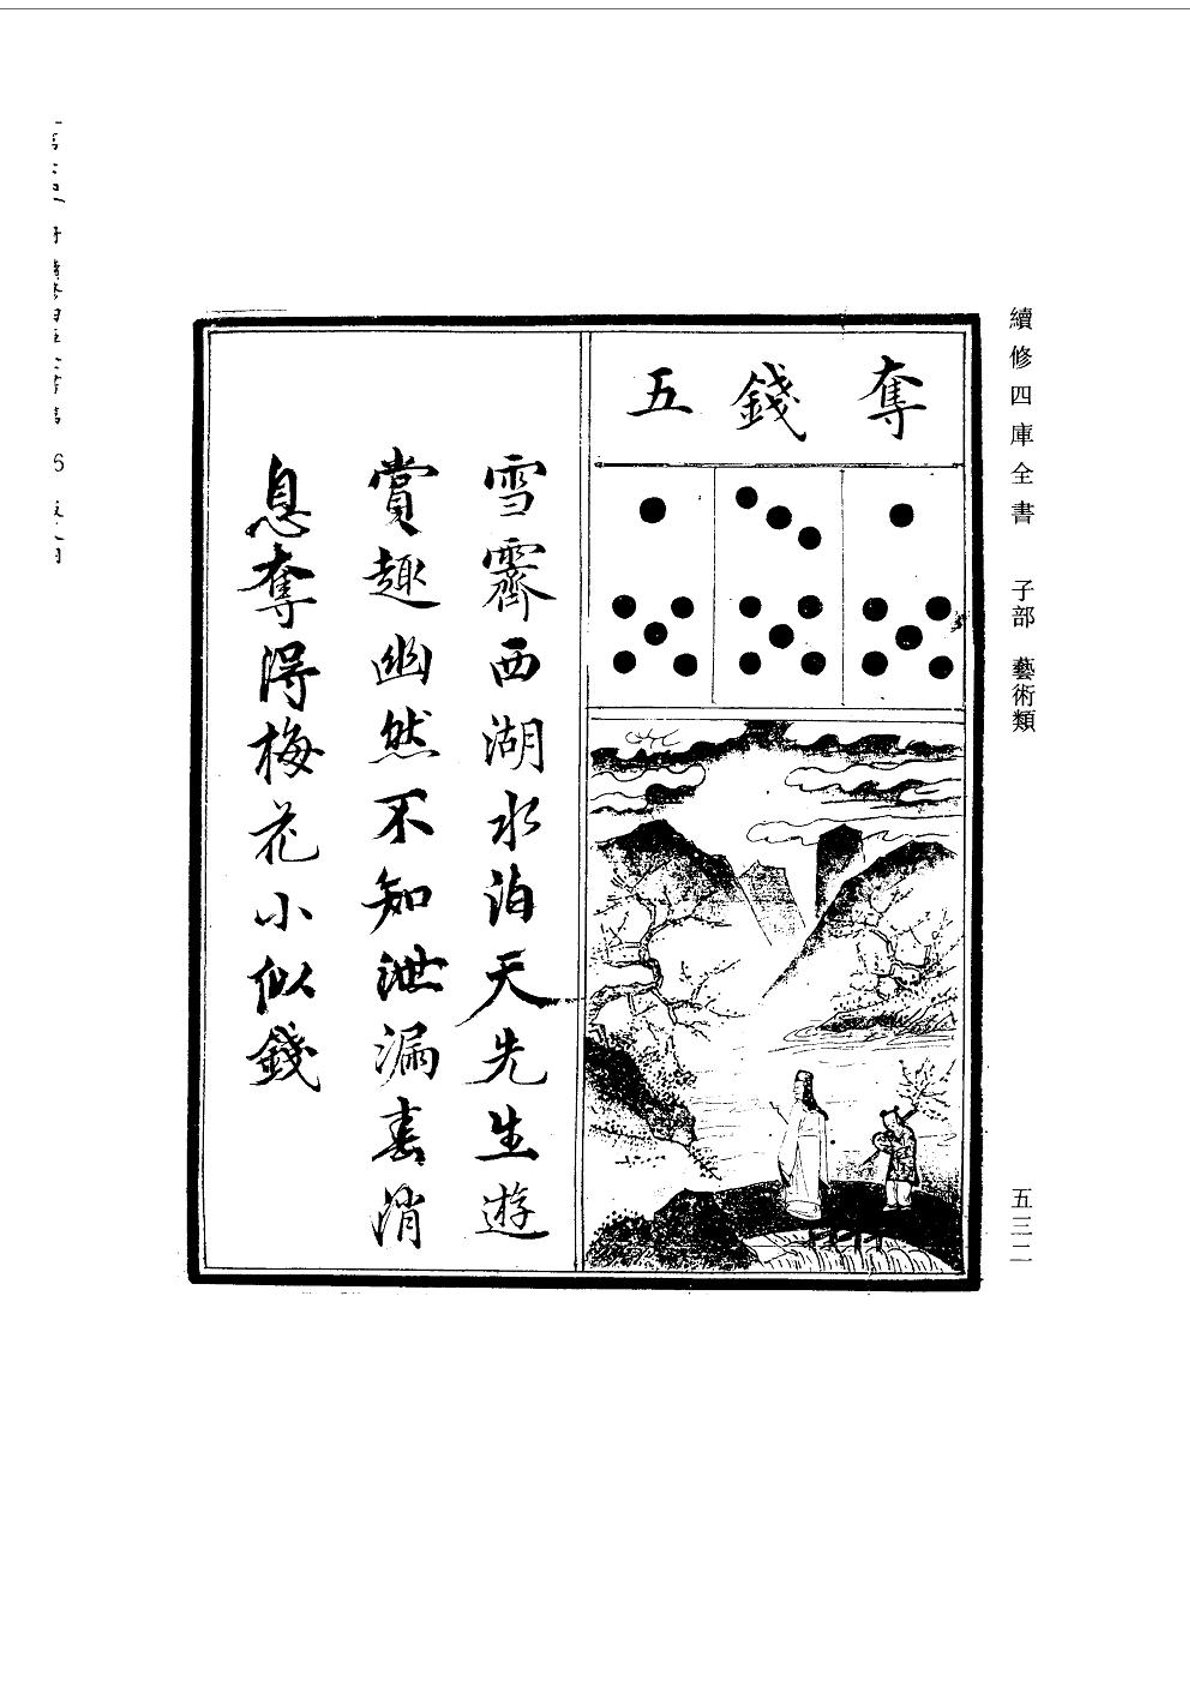 續修四庫全書 子部 藝術類
五三二
奪錢五
雪霽西湖水泊天先生遊
賞趣幽然不知泄漏春消
息奪得梅花小似錢